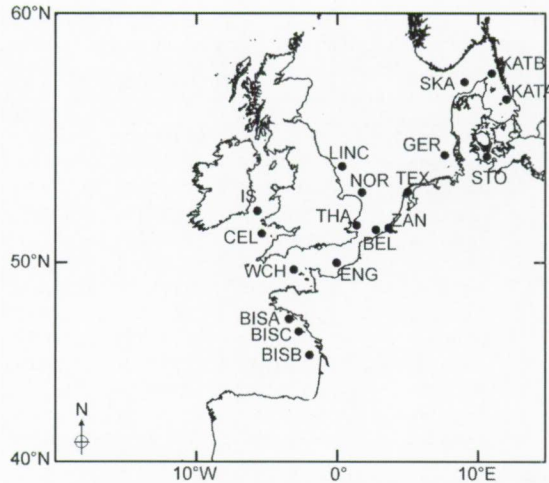 60°N
KATB
SKA
KATA
GER
LINC
STO
NOR
TEX
IS
THA
ZAN
CEL
BEL
50°N
WCH
ENG
BISA
BISC
BISB
N
40°N
10°W
0°
10°E